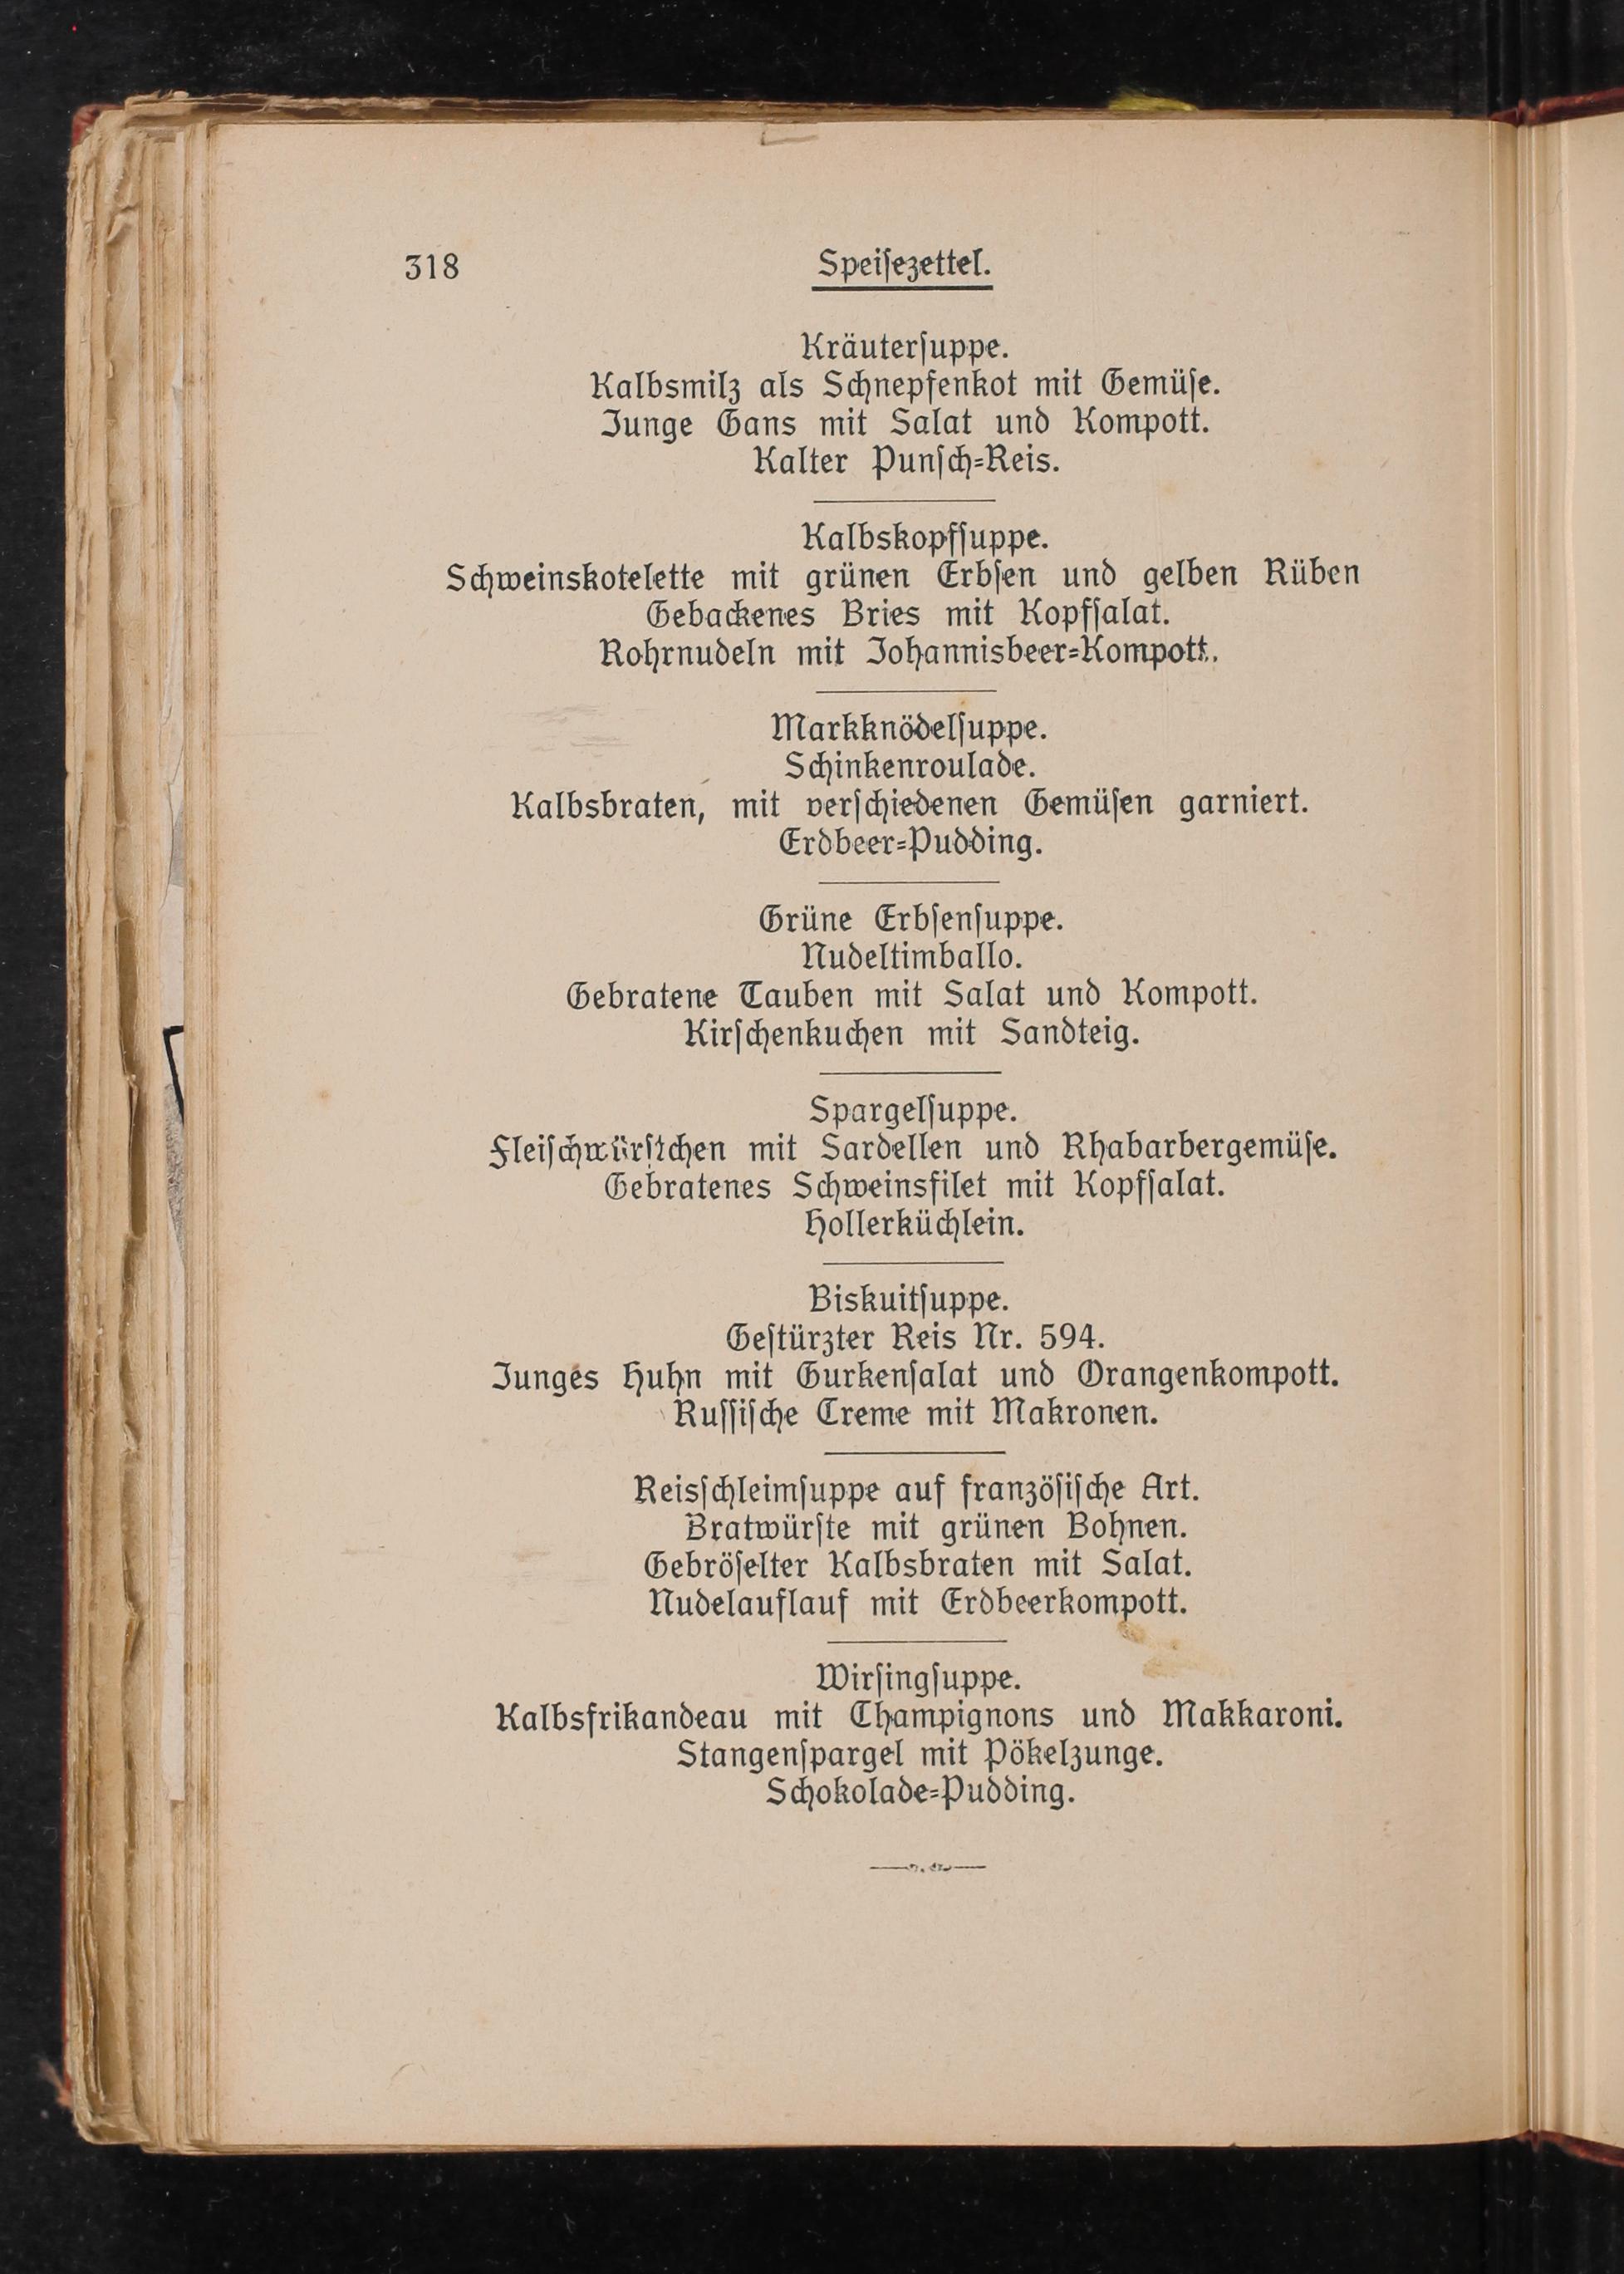 318
Speiſezettel.
Kräuterſuppe.
Kalbsmilz als Schnepfenkot mit Gemüſe.
Junge Gans mit Salat und Kompott.
Kalter Punſch=Reis.
Kalbskopfſuppe.
Schweinskotelette mit grünen Erbſen und gelben Rüben
Gebackenes Bries mit Kopfſalat.
Rohrnudeln mit Johannisbeer=Kompott.
Markknödelſuppe.
Schinkenroulade.
Kalbsbraten, mit verſchiedenen Gemüſen garniert.
Erdbeer=Pudding.
Grüne Erbſenſuppe.
Nudeltimballo.
Gebratene Tauben mit Salat und Kompott.
Kirſchenkuchen mit Sandteig.
Spargelſuppe.
Fleiſchwürſtchen mit Sardellen und Rhabarbergemüſe.
Gebratenes Schweinsfilet mit Kopfſalat.
Hollerküchlein.
Biskuitſuppe.
Geſtürzter Reis Nr. 594.
Junges Huhn mit Gurkenſalat und Orangenkompott.
Ruſſiſche Creme mit Makronen.
Reisſchleimſuppe auf franzöſiſche Art.
Bratwürſte mit grünen Bohnen.
Gebröſelter Kalbsbraten mit Salat.
Nudelauflauf mit Erdbeerkompott.
Wirſingſuppe.
Kalbsfrikandeau mit Champignons und Makkaroni.
Stangenſpargel mit Pökelzunge.
Schokolade=Pudding.